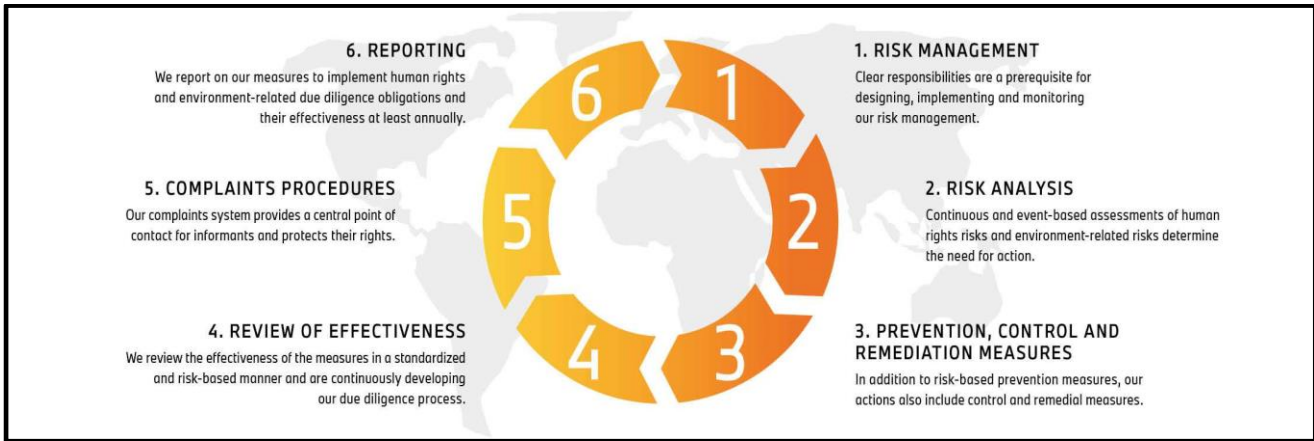 1. RISK MANAGEMENT
Clear responsibilities are a prerequisite for
designing, implementing and monitoring
our risk management.
2. RISK ANALYSIS
Continuous and event-based assessments of human
rights risks and environment-related risks determine
the need for action.
3. PREVENTION, CONTROL AND
REMEDIATION MEASURES
In addition to risk-based prevention measures, our
actions also include control and remedial measures.
4. REVIEW OF EFFECTIVENESS
We review the effectiveness of the measures in a standardized
and risk-based manner and are continuously developing
our due diligence process.
5. COMPLAINTS PROCEDURES
Our complaints system provides a central point of
contact for informants and protects their rights.
6. REPORTING
We report on our measures to implement human rights
and environment-related due diligence obligations and
their effectiveness at least annually.
1
2
3
4
5
6